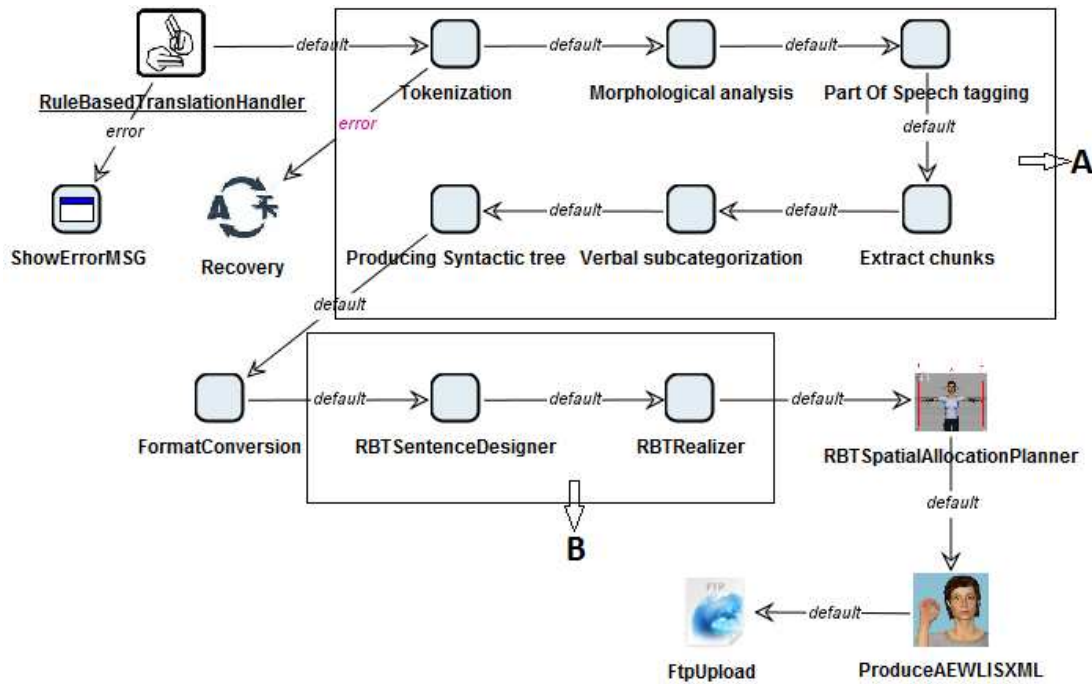 default
default
default
RuleBasedTranslationHandler
Tokenization
Morphological analysis
Part Of Speech tagging
error
error
default
A
default
default
ShowErrorMSG
Recovery
Producing Syntactic tree
Verbal subcategorization
Extract chunks
default
default
default
default
FormatConversion
RBTSentenceDesigner
RBTRealizer
RBTSpatialAllocationPlanner
default
B
FTP
default
FtpUpload
ProduceAEWLISXML